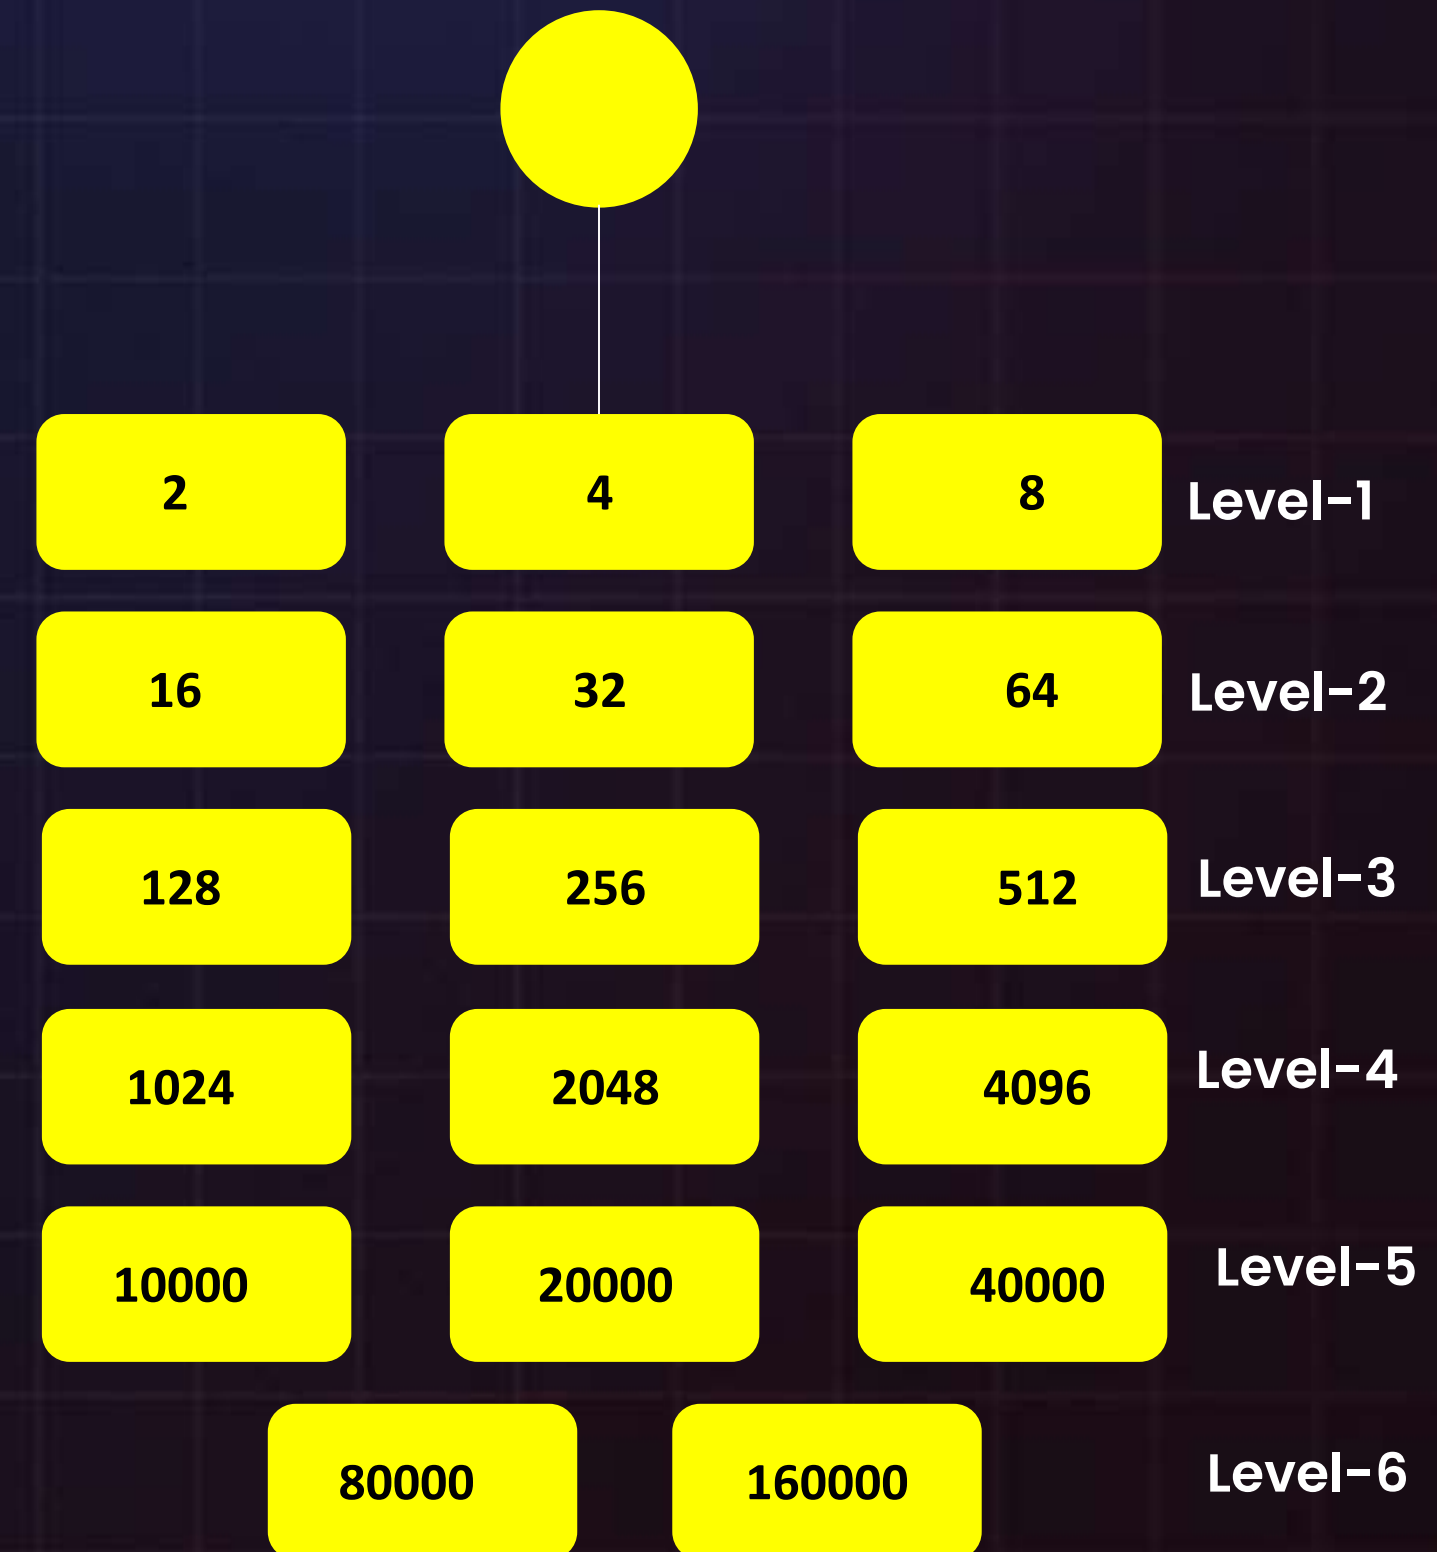 2 4 8 Level-1
16 32 64 Level-2
128 256 512 Level-3
1024 2048 4096 Level-4
10000 20000 40000 Level-5
80000 160000 Level-6